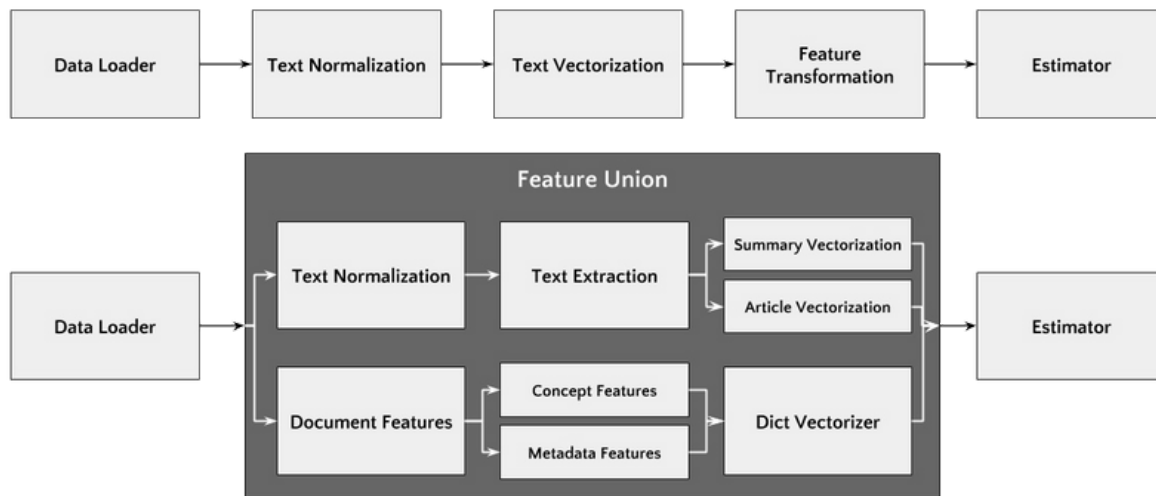 Data Loader
Text Normalization
Text Vectorization
Feature
Transformation
Estimator
Feature Union
Data Loader
Text Normalization
Text Extraction
Summary Vectorization
Article Vectorization
Document Features
Concept Features
Metadata Features
Dict Vectorizer
Estimator